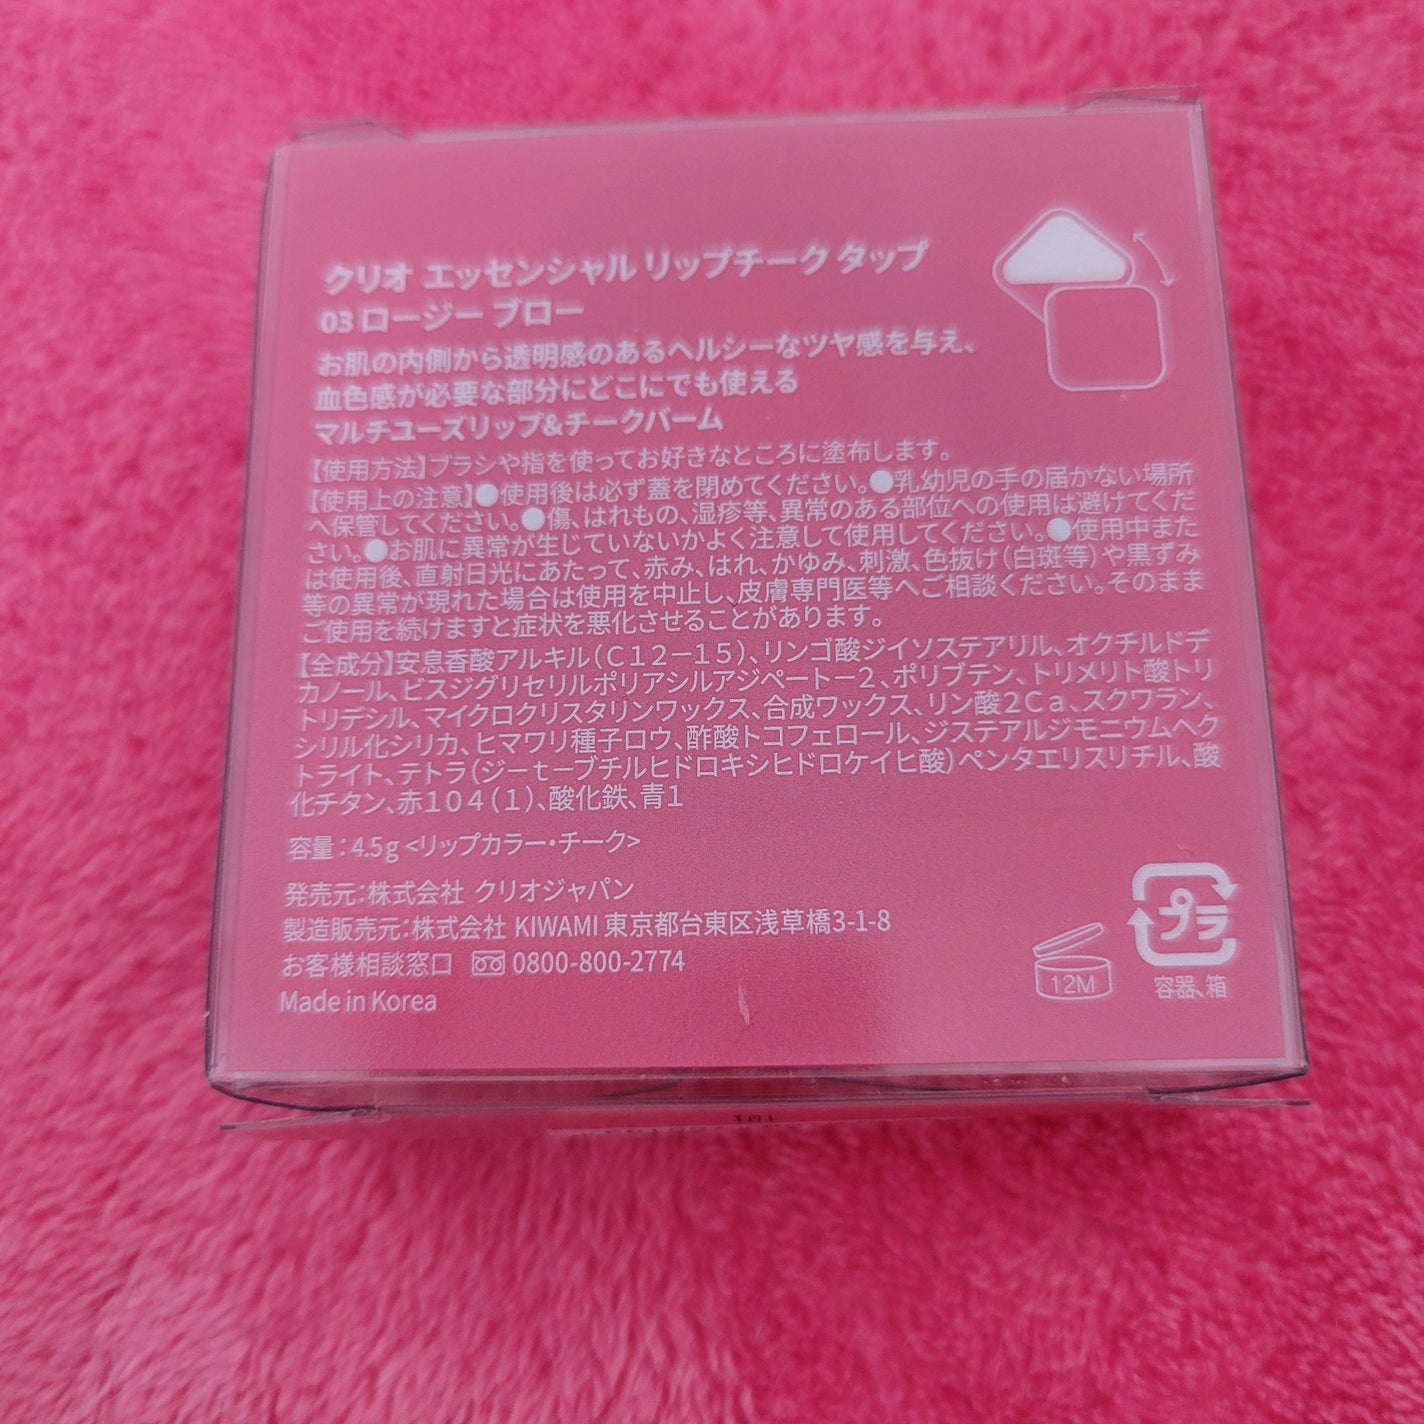 クリオ エッセンシャル リップチーク タップ
03 ロージー ブロー
お肌の内側から透明感のあるヘルシーなツヤ感を与え、
血色感が必要な部分にどこにでも使える
マルチユーズリップ&チークバーム
【使用方法】ブラシや指を使ってお好きなところに塗布します。
【使用上の注意】●使用後は必ず蓋を閉めてください。●乳幼児の手の届かない場所
へ保管してください。●傷、はれもの、湿疹等、異常のある部位への使用は避けてくだ
さい。●お肌に異常が生じていないかよく注意して使用してください。●使用中また
は使用後、直射日光にあたって、赤み、はれ、かゆみ、刺激、色抜け（白斑等）や黒ずみ
等の異常が現れた場合は使用を中止し、皮膚専門医等へご相談ください。そのまま
ご使用を続けますと症状を悪化させることがあります。
【全成分】安息香酸アルキル（C12－15）、リンゴ酸ジイソステアリル、オクチルドデ
カノール、ビスジグリセリルポリアシルアジペート－2、ポリブテン、トリメリト酸トリ
トリデシル、マイクロクリスタリンワックス、合成ワックス、リン酸2Ca、スクワラン、
シリル化シリカ、ヒマワリ種子ロウ、酢酸トコフェロール、ジステアルジモニウムヘク
トライト、テトラ（ジーtーブチルヒドロキシヒドロケイヒ酸）ペンタエリスリチル、酸
化チタン、赤104（1）、酸化鉄、青1
容量：4.5g <リップカラー・チーク>
発売元：株式会社 クリオジャパン
製造販売元：株式会社 KIWAMI 東京都台東区浅草橋3-1-8
お客様相談窓口 0800-800-2774
Made in Korea
12M
プラ
容器、箱